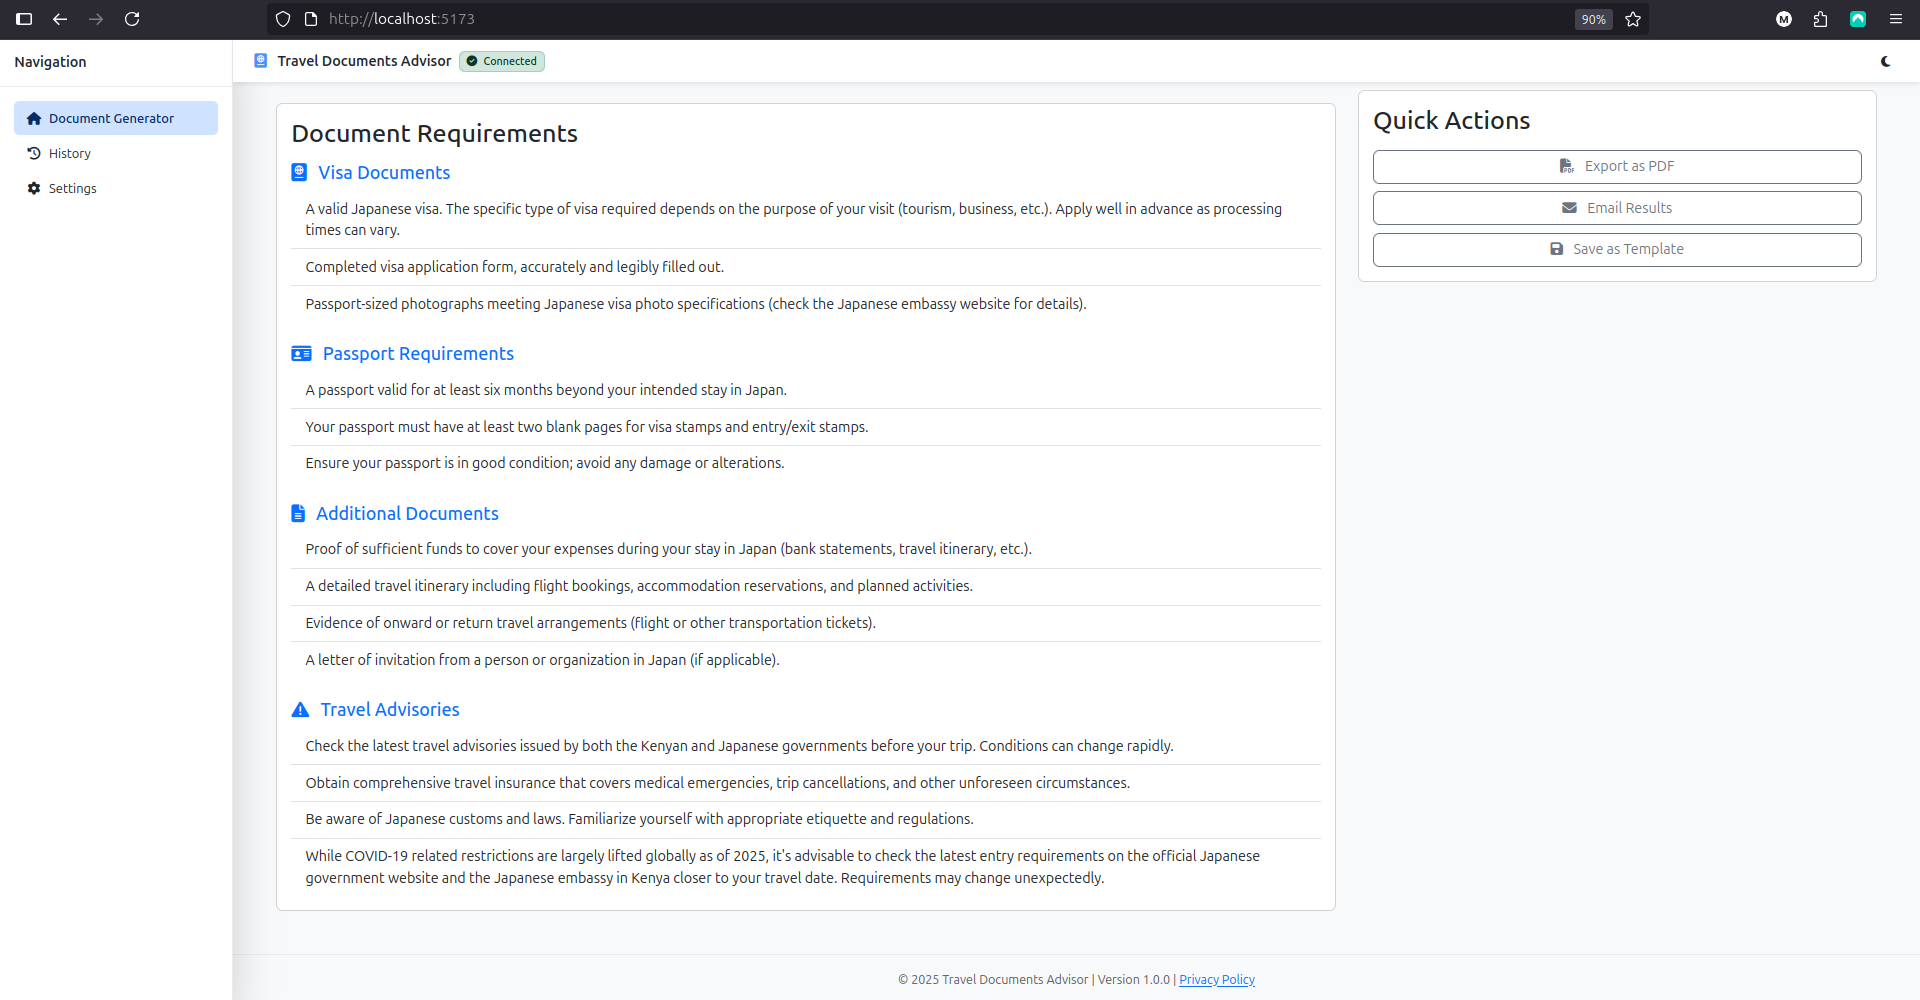 http://localhost:5173
90%
M
Navigation
Document Generator
History
Settings
Travel Documents Advisor
Connected
Document Requirements
Visa Documents
A valid Japanese visa. The specific type of visa required depends on the purpose of your visit (tourism, business, etc.). Apply well in advance as processing
times can vary.
Completed visa application form, accurately and legibly filled out.
Passport-sized photographs meeting Japanese visa photo specifications (check the Japanese embassy website for details).
Passport Requirements
A passport valid for at least six months beyond your intended stay in Japan.
Your passport must have at least two blank pages for visa stamps and entry/exit stamps.
Ensure your passport is in good condition; avoid any damage or alterations.
Additional Documents
Proof of sufficient funds to cover your expenses during your stay in Japan (bank statements, travel itinerary, etc.).
A detailed travel itinerary including flight bookings, accommodation reservations, and planned activities.
Evidence of onward or return travel arrangements (flight or other transportation tickets).
A letter of invitation from a person or organization in Japan (if applicable).
Travel Advisories
Check the latest travel advisories issued by both the Kenyan and Japanese governments before your trip. Conditions can change rapidly.
Obtain comprehensive travel insurance that covers medical emergencies, trip cancellations, and other unforeseen circumstances.
Be aware of Japanese customs and laws. Familiarize yourself with appropriate etiquette and regulations.
While COVID-19 related restrictions are largely lifted globally as of 2025, it's advisable to check the latest entry requirements on the official Japanese
government website and the Japanese embassy in Kenya closer to your travel date. Requirements may change unexpectedly.
Quick Actions
PDF
Export as PDF
Email Results
Save as Template
© 2025 Travel Documents Advisor | Version 1.0.0 | Privacy Policy